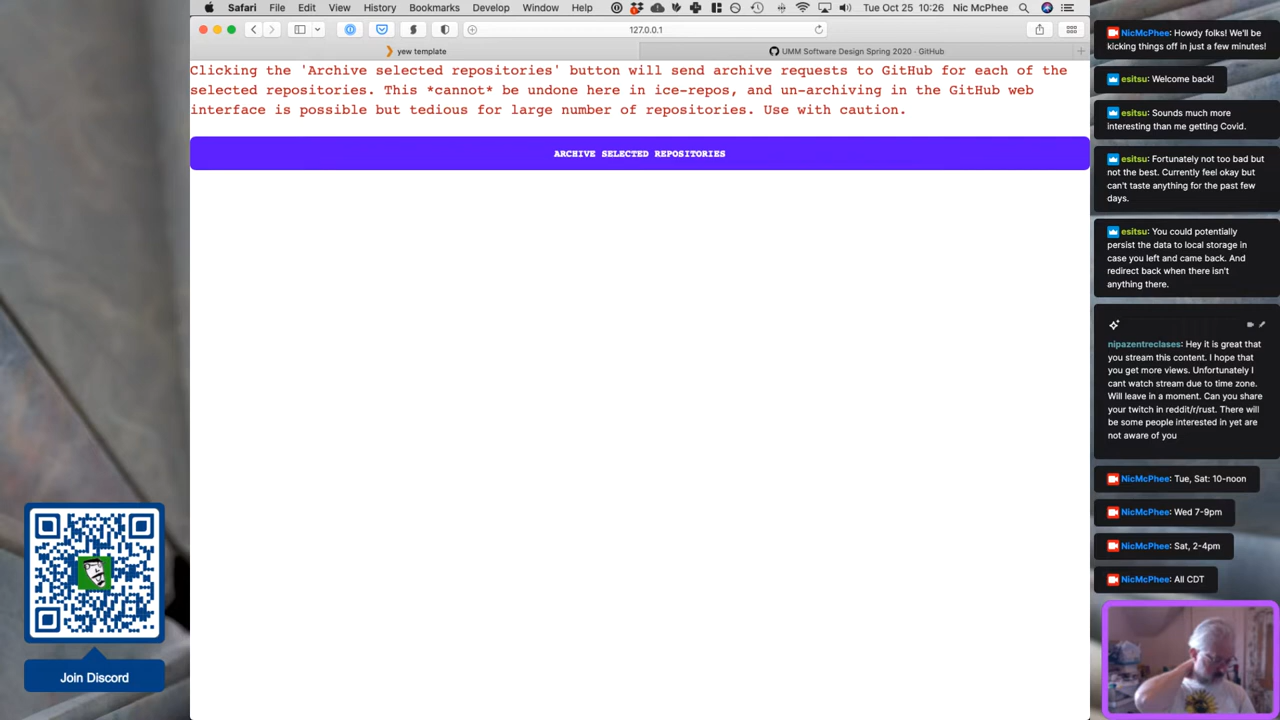 Safari File Edit View History Bookmarks Develop Window Help Tue Oct 25 10:26 Nic McPhee
127.0.0.1
yew template
UMM Software Design Spring 2020 - GitHub
Clicking the 'Archive selected repositories' button will send archive requests to GitHub for each of the
selected repositories. This *cannot* be undone here in ice-repos, and un-archiving in the GitHub web
interface is possible but tedious for large number of repositories. Use with caution.
ARCHIVE SELECTED REPOSITORIES
NicMcPhee: Howdy folks! We'll be
kicking things off in just a few minutes!
esitsu: Welcome back!
esitsu: Sounds much more
interesting than me getting Covid.
esitsu: Fortunately not too bad but
not the best. Currently feel okay but
can't taste anything for the past few
days.
esitsu: You could potentially
persist the data to local storage in
case you left and came back. And
redirect back when there isn't
anything there.
nipazentreclases: Hey it is great that
you stream this content. I hope that
you get more views. Unfortunately I
cant watch stream due to time zone.
Will leave in a moment. Can you share
your twitch in reddit/r/rust. There will
be some people interested in yet are
not aware of you
NicMcPhee: Tue, Sat: 10-noon
NicMcPhee: Wed 7-9pm
NicMcPhee: Sat, 2-4pm
NicMcPhee: All CDT
Join Discord